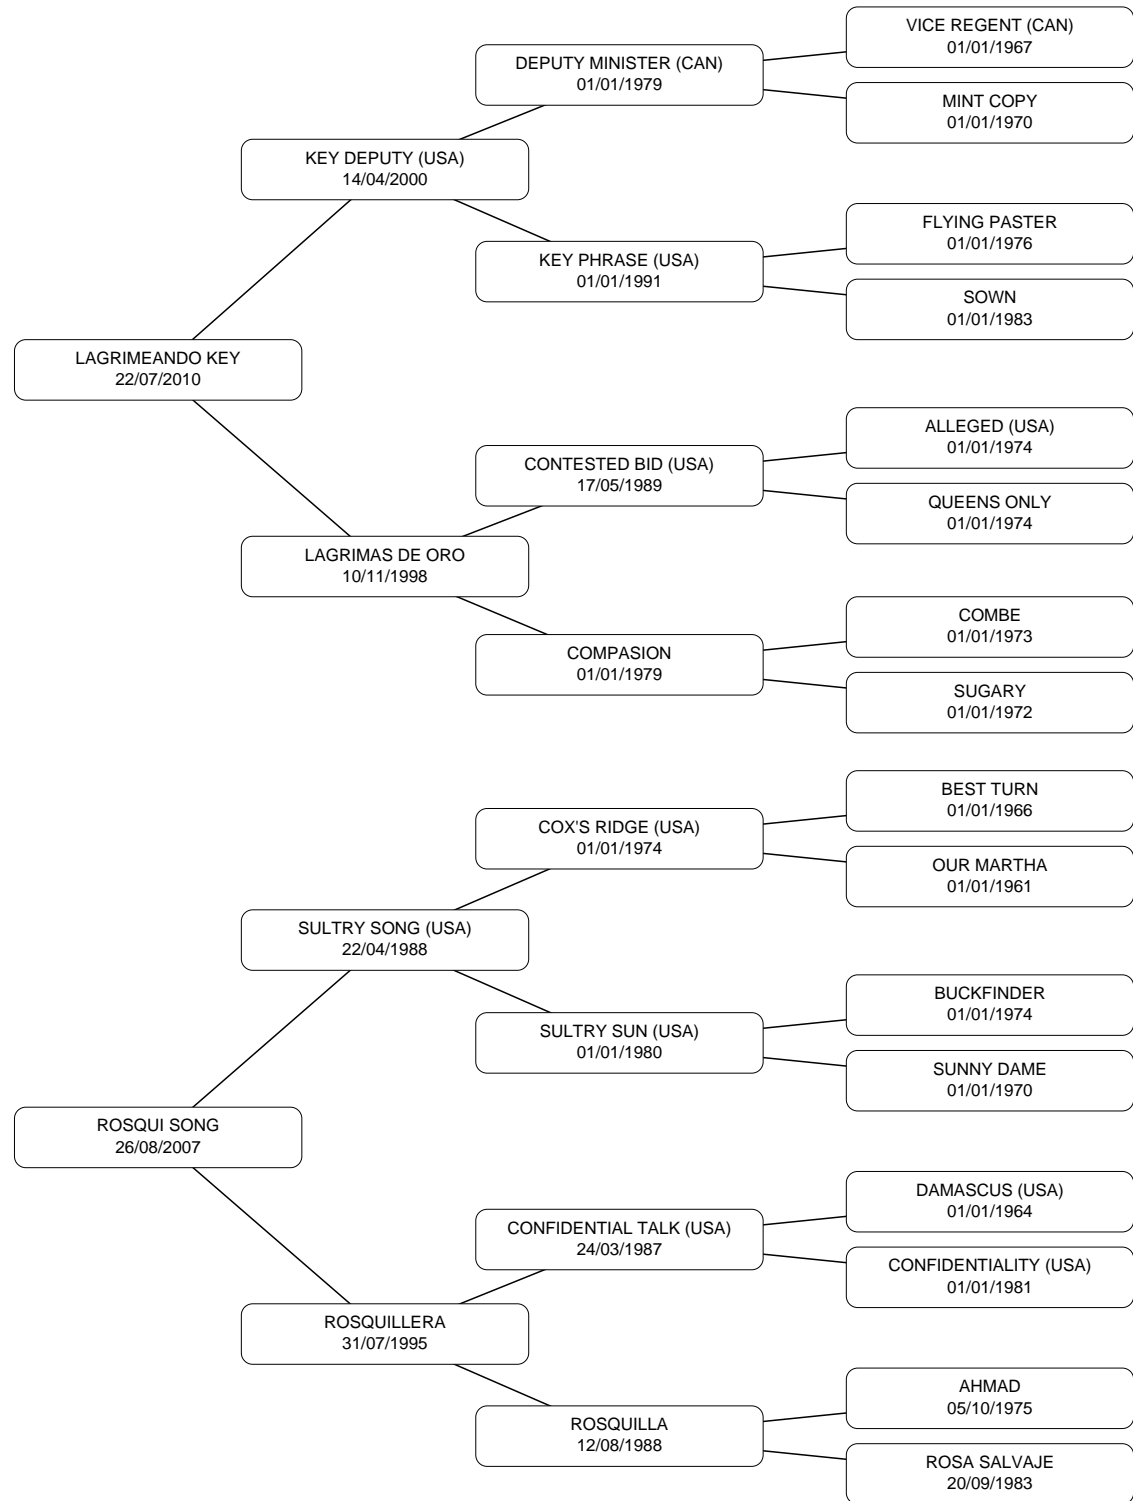 VICE REGENT (CAN)
01/01/1967
DEPUTY MINISTER (CAN)
01/01/1979
MINT COPY
01/01/1970
KEY DEPUTY (USA)
14/04/2000
FLYING PASTER
01/01/1976
KEY PHRASE (USA)
01/01/1991
SOWN
01/01/1983
LAGRIMEANDO KEY
22/07/2010
ALLEGED (USA)
01/01/1974
CONTESTED BID (USA)
17/05/1989
QUEENS ONLY
01/01/1974
LAGRIMAS DE ORO
10/11/1998
COMBE
01/01/1973
COMPASION
01/01/1979
SUGARY
01/01/1972
BEST TURN
01/01/1966
COX'S RIDGE (USA)
01/01/1974
OUR MARTHA
01/01/1961
SULTRY SONG (USA)
22/04/1988
BUCKFINDER
01/01/1974
SULTRY SUN (USA)
01/01/1980
SUNNY DAME
01/01/1970
ROSQUI SONG
26/08/2007
DAMASCUS (USA)
01/01/1964
CONFIDENTIAL TALK (USA)
24/03/1987
CONFIDENTIALITY (USA)
01/01/1981
ROSQUILLERA
31/07/1995
AHMAD
05/10/1975
ROSQUILLA
12/08/1988
ROSA SALVAJE
20/09/1983